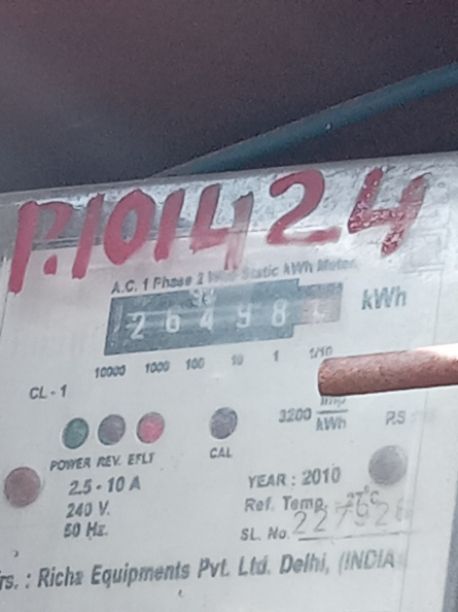 P.101424
A.C. 1 Phase 2 Static kWh Meter
26498 kWh
10000 1000 100 10 1 1/10
CL - 1
3200 Imp/kWh
P.S
POWER REV. EFLT CAL
2.5 - 10 A
240 V.
50 Hz.
YEAR : 2010
Ref. Temp. 27°C
SL. No.
rs. : Richa Equipments Pvt. Ltd. Delhi, (INDIA